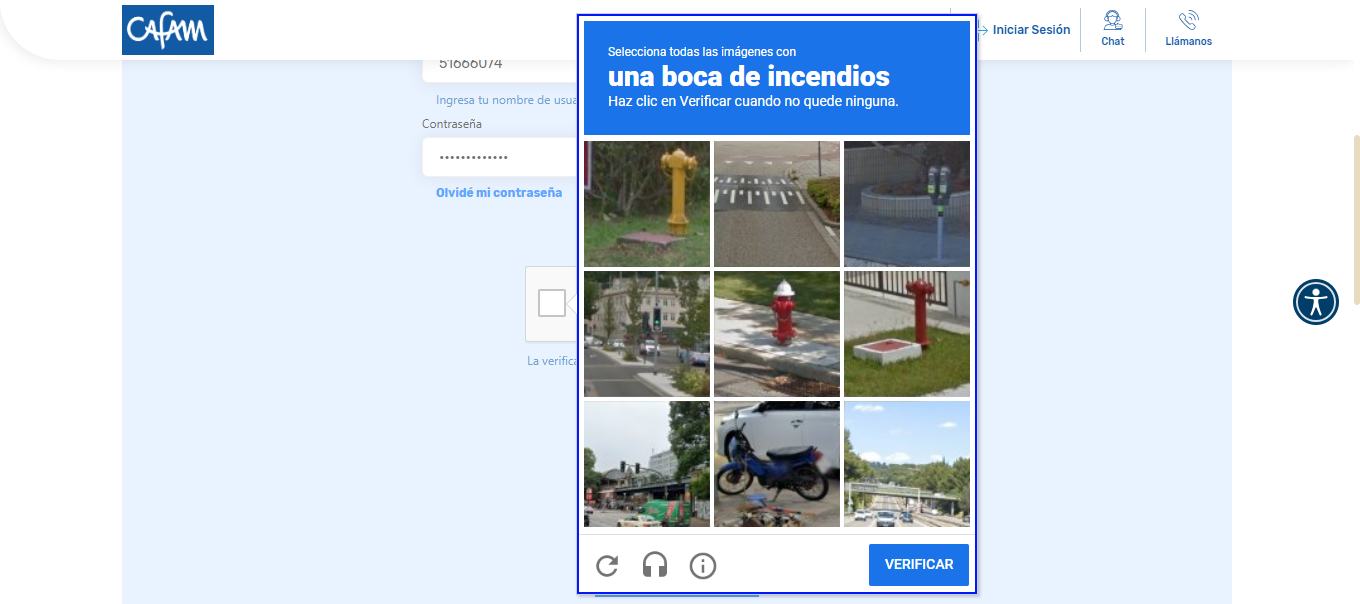 CAFAM
Iniciar Sesión
Chat
Llámanos
51666074
Ingresa tu nombre de usua
Contraseña
Olvidé mi contraseña
La verifica
Selecciona todas las imágenes con
una boca de incendios
Haz clic en Verificar cuando no quede ninguna.
VERIFICAR